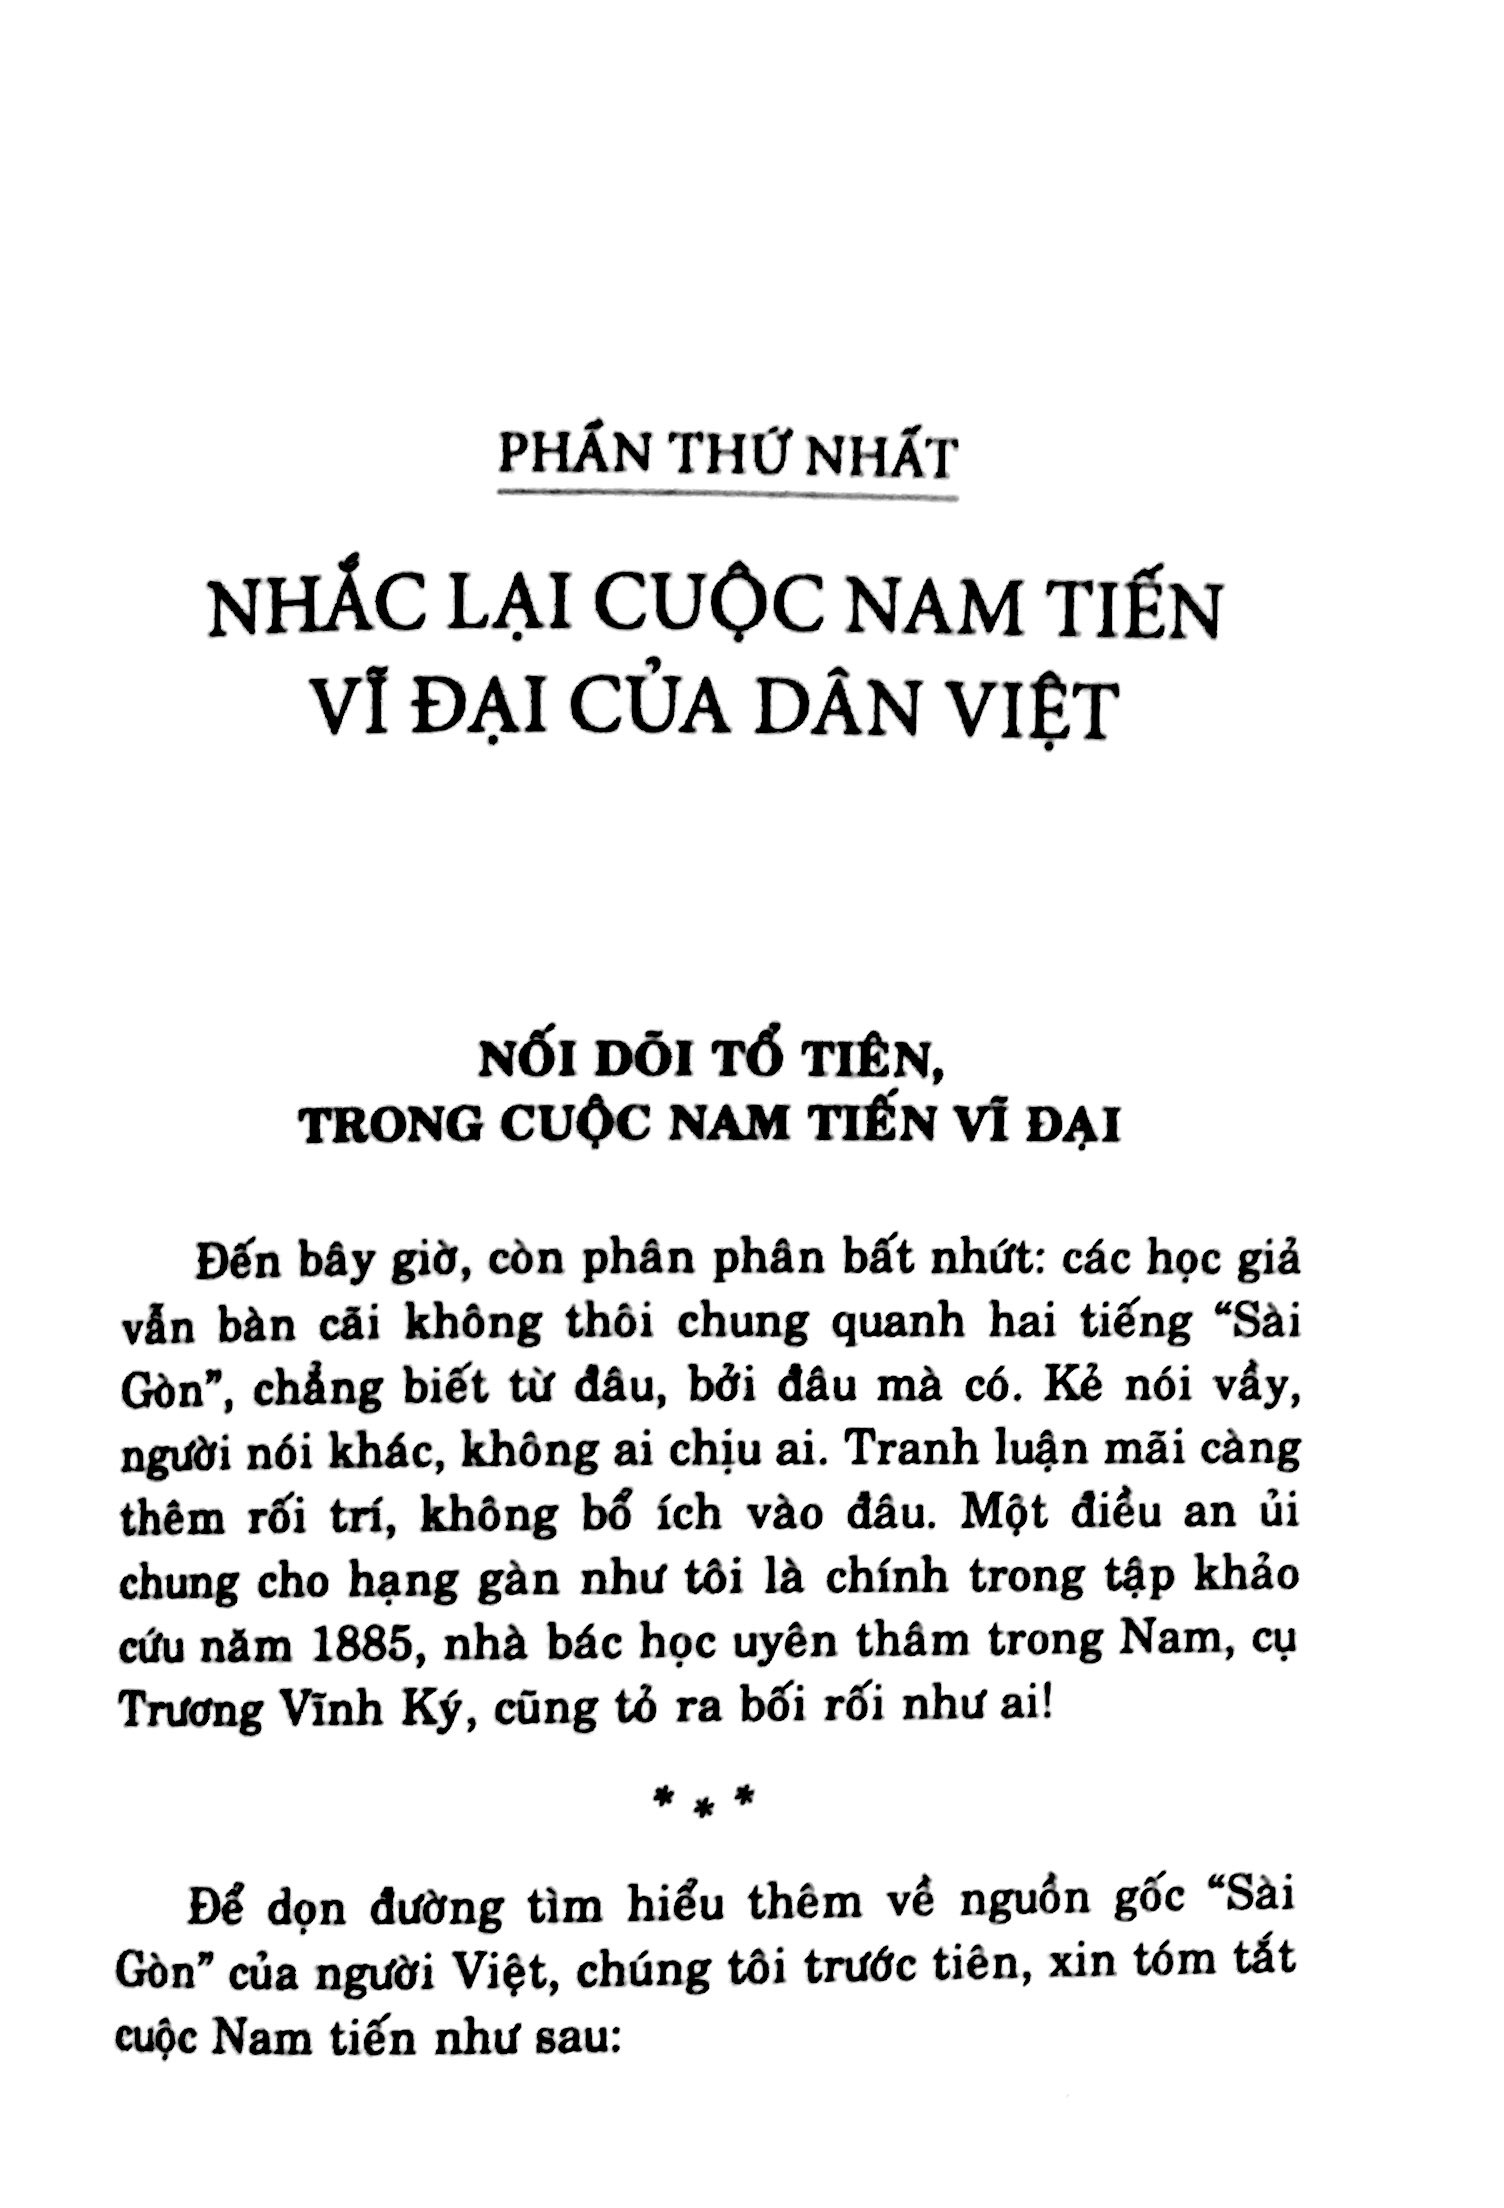 PHẦN THỨ NHẤT
NHẮC LẠI CUỘC NAM TIẾN
VĨ ĐẠI CỦA DÂN VIỆT
NỐI DÕI TỔ TIÊN,
TRONG CUỘC NAM TIẾN VĨ ĐẠI
Đến bây giờ, còn phân phân bất nhứt: các học giả
vẫn bàn cãi không thôi chung quanh hai tiếng “Sài
Gòn”, chẳng biết từ đâu, bởi đâu mà có. Kẻ nói vầy,
người nói khác, không ai chịu ai. Tranh luận mãi càng
thêm rối trí, không bổ ích vào đâu. Một điều an ủi
chung cho hạng gàn như tôi là chính trong tập khảo
cứu năm 1885, nhà bác học uyên thâm trong Nam, cụ
Trương Vĩnh Ký, cũng tỏ ra bối rối như ai!
* * *
Để dọn đường tìm hiểu thêm về nguồn gốc “Sài
Gòn” của người Việt, chúng tôi trước tiên, xin tóm tắt
cuộc Nam tiến như sau: